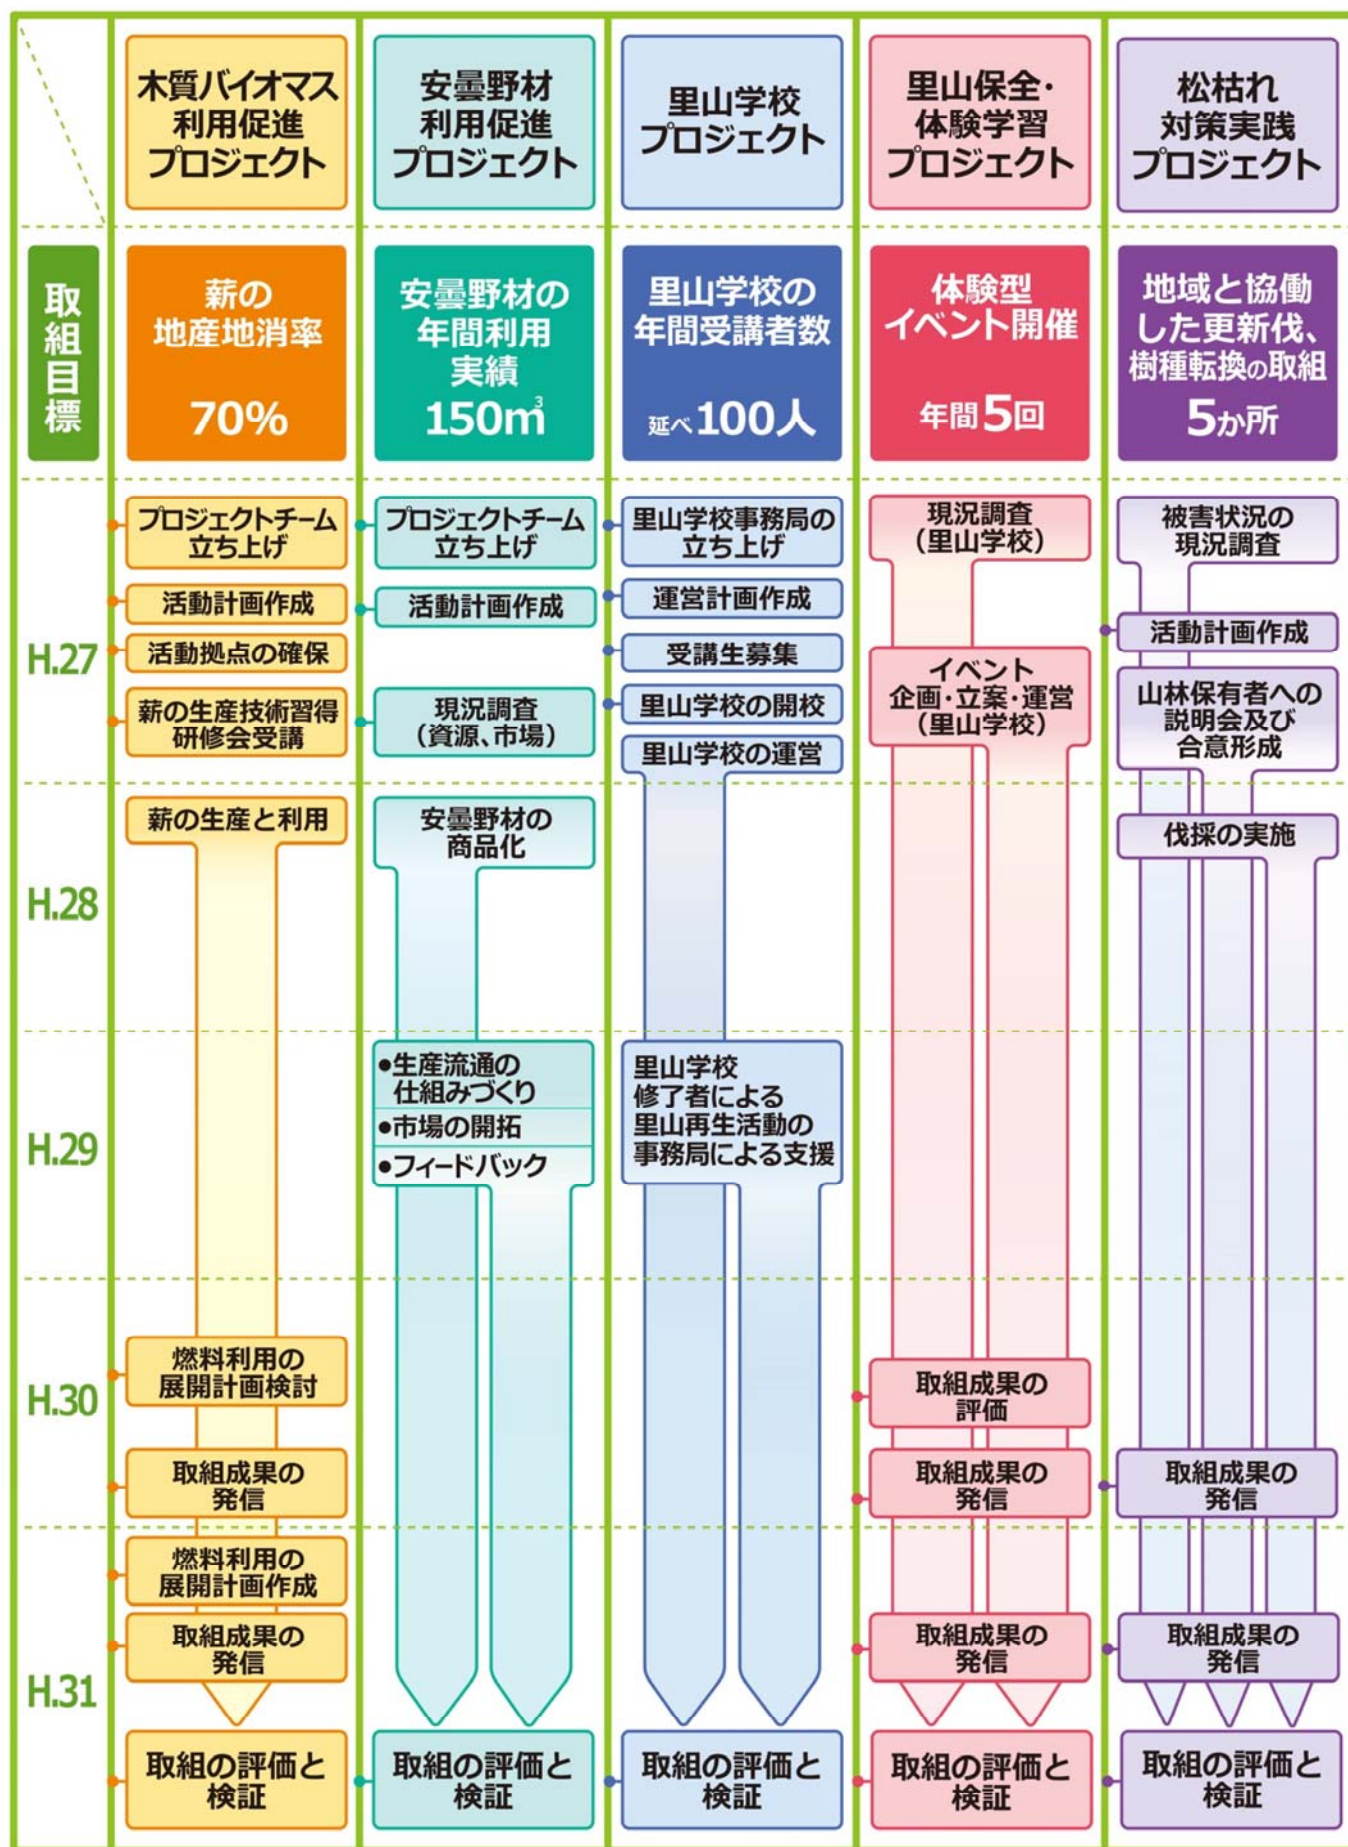 木質バイオマス
利用促進
プロジェクト
安曇野材
利用促進
プロジェクト
里山学校
プロジェクト
里山保全・
体験学習
プロジェクト
松枯れ
対策実践
プロジェクト
取組目標
薪の
地産地消率
70%
安曇野材の
年間利用
実績
150㎥
里山学校の
年間受講者数
延べ100人
体験型
イベント開催
年間5回
地域と協働
した更新伐、
樹種転換の取組
5か所
H.27
プロジェクトチーム
立ち上げ
活動計画作成
活動拠点の確保
薪の生産技術習得
研修会受講
プロジェクトチーム
立ち上げ
活動計画作成
現況調査
(資源、市場)
里山学校事務局の
立ち上げ
運営計画作成
受講生募集
里山学校の開校
里山学校の運営
現況調査
(里山学校)
イベント
企画・立案・運営
(里山学校)
被害状況の
現況調査
活動計画作成
山林保有者への
説明会及び
合意形成
H.28
薪の生産と利用
安曇野材の
商品化
伐採の実施
H.29
●生産流通の
仕組みづくり
●市場の開拓
●フィードバック
里山学校
修了者による
里山再生活動の
事務局による支援
H.30
燃料利用の
展開計画検討
取組成果の
発信
取組成果の
評価
取組成果の
発信
取組成果の
発信
H.31
燃料利用の
展開計画作成
取組成果の
発信
取組成果の
発信
取組成果の
発信
取組の評価と
検証
取組の評価と
検証
取組の評価と
検証
取組の評価と
検証
取組の評価と
検証